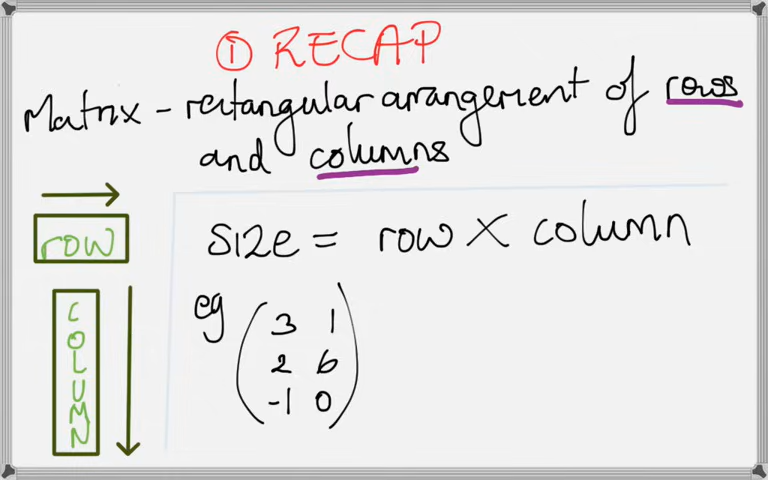 ① RECAP
Matrix - rectangular arrangement of rows
and columns
row
COLUMN
size = row × column
eg
3 1
2 6
-1 0